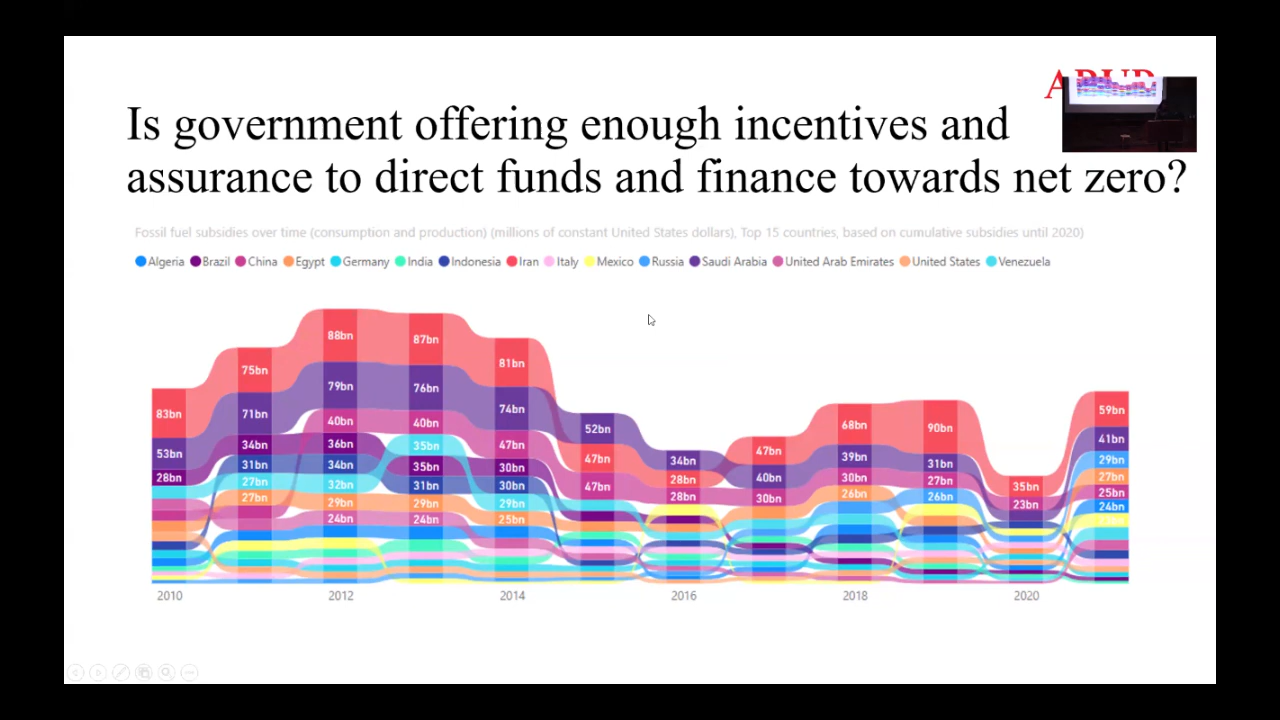 Is government offering enough incentives and
assurance to direct funds and finance towards net zero?
Fossil fuel subsidies over time (consumption and production) (millions of constant United States dollars), Top 15 countries, based on cumulative subsidies until 2020)
Algeria Brazil China Egypt Germany India Indonesia Iran Italy Mexico Russia Saudi Arabia United Arab Emirates United States Venezuela
83bn
53bn
28bn
75bn
71bn
34bn
31bn
27bn
27bn
88bn
79bn
40bn
36bn
34bn
32bn
29bn
24bn
87bn
76bn
40bn
35bn
35bn
31bn
29bn
24bn
81bn
74bn
47bn
30bn
30bn
29bn
25bn
52bn
47bn
47bn
34bn
28bn
28bn
47bn
40bn
30bn
68bn
39bn
30bn
26bn
90bn
31bn
27bn
26bn
35bn
23bn
59bn
41bn
29bn
27bn
25bn
24bn
2010 2012 2014 2016 2018 2020